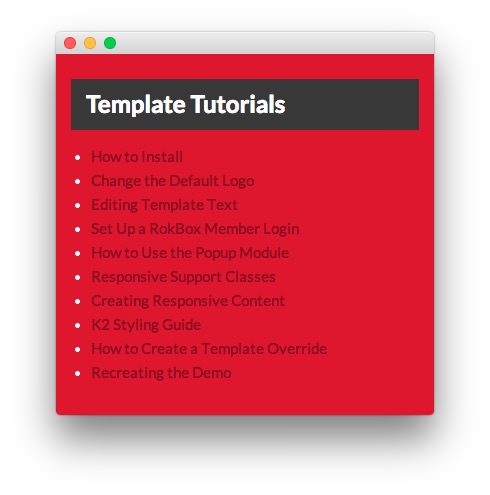 Template Tutorials
How to Install
Change the Default Logo
Editing Template Text
Set Up a RokBox Member Login
How to Use the Popup Module
Responsive Support Classes
Creating Responsive Content
K2 Styling Guide
How to Create a Template Override
Recreating the Demo